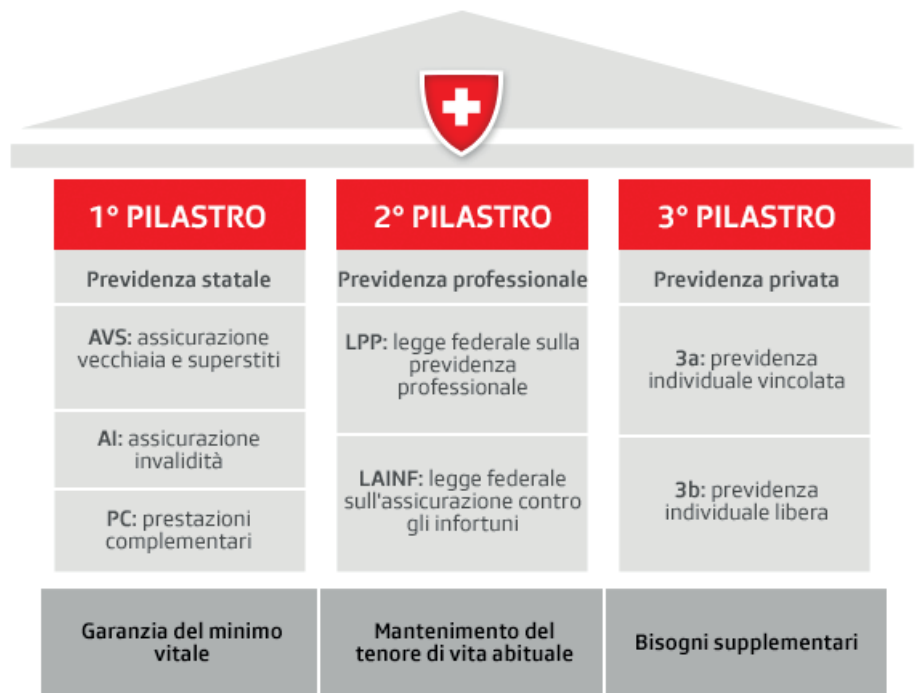 1° PILASTRO
Previdenza statale
AVS: assicurazione
vecchiaia e superstiti
AI: assicurazione
invalidità
PC: prestazioni
complementari
Garanzia del minimo
vitale
2° PILASTRO
Previdenza professionale
LPP: legge federale sulla
previdenza
professionale
LAINF: legge federale
sull'assicurazione contro
gli infortuni
Mantenimento del
tenore di vita abituale
3° PILASTRO
Previdenza privata
3a: previdenza
individuale vincolata
3b: previdenza
individuale libera
Bisogni supplementari